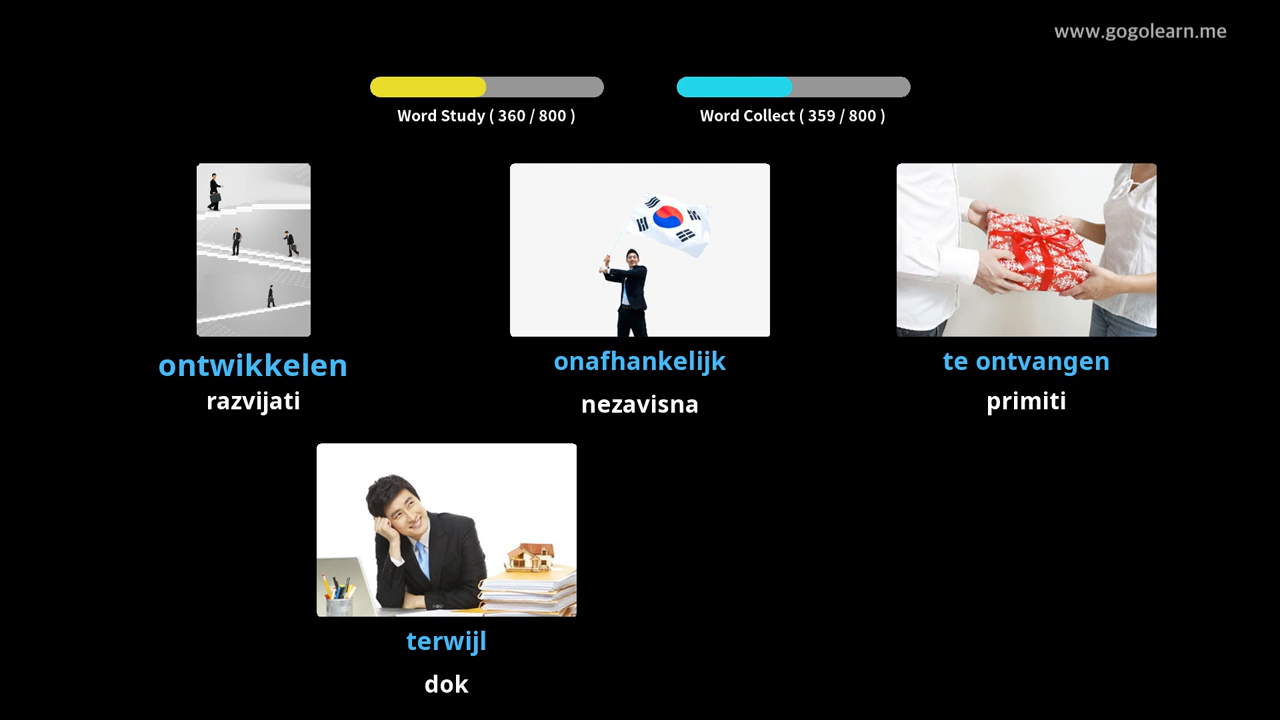 www.gogolearn.me
Word Study ( 360 / 800 )
Word Collect ( 359 / 800 )
ontwikkelen
razvijati
onafhankelijk
nezavisna
te ontvangen
primiti
terwijl
dok